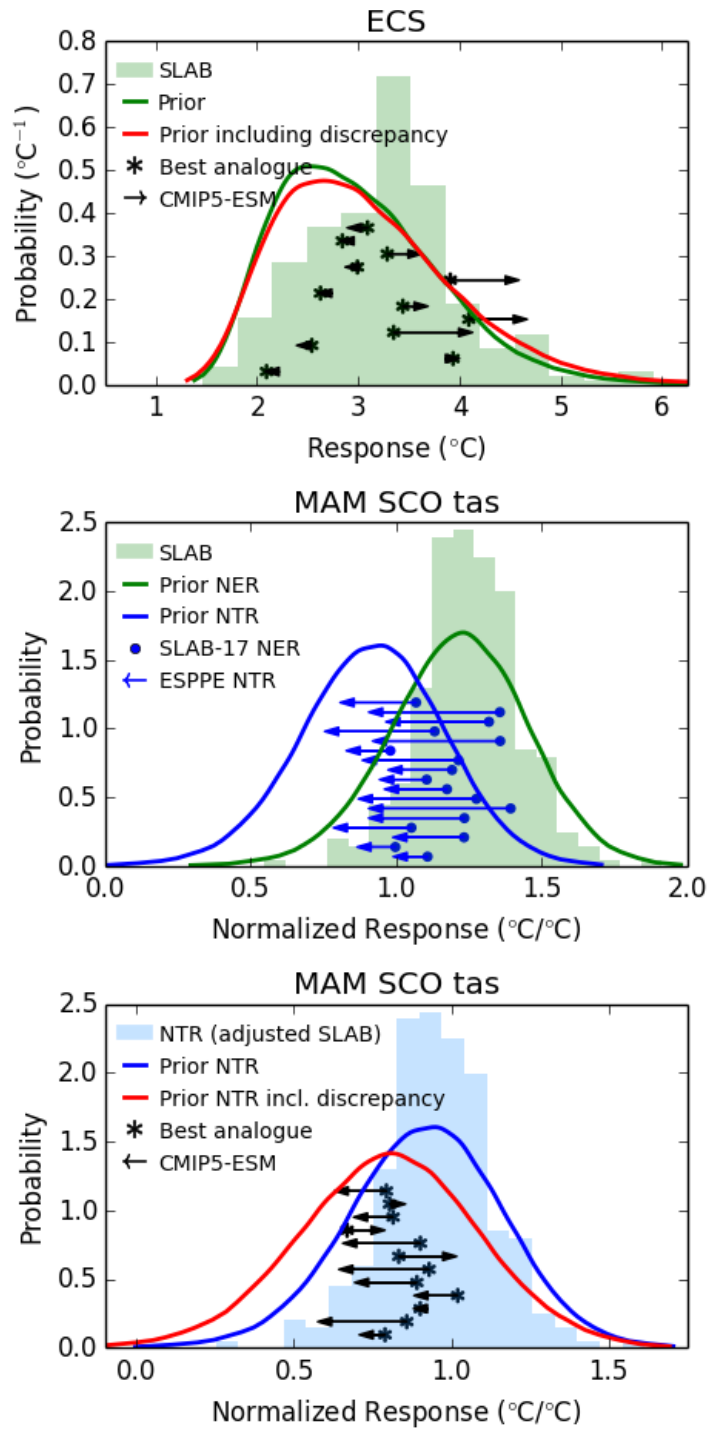 ECS
0.8
0.7
0.6
0.5
0.4
0.3
0.2
0.1
0.0
Probability (°C⁻¹)
SLAB
Prior
Prior including discrepancy
Best analogue
CMIP5-ESM
1 2 3 4 5 6
Response (°C)
MAM SCO tas
2.5
2.0
1.5
1.0
0.5
0.0
Probability
SLAB
Prior NER
Prior NTR
SLAB-17 NER
ESPPE NTR
0.0 0.5 1.0 1.5 2.0
Normalized Response (°C/°C)
MAM SCO tas
2.5
2.0
1.5
1.0
0.5
0.0
Probability
NTR (adjusted SLAB)
Prior NTR
Prior NTR incl. discrepancy
Best analogue
CMIP5-ESM
0.0 0.5 1.0 1.5
Normalized Response (°C/°C)